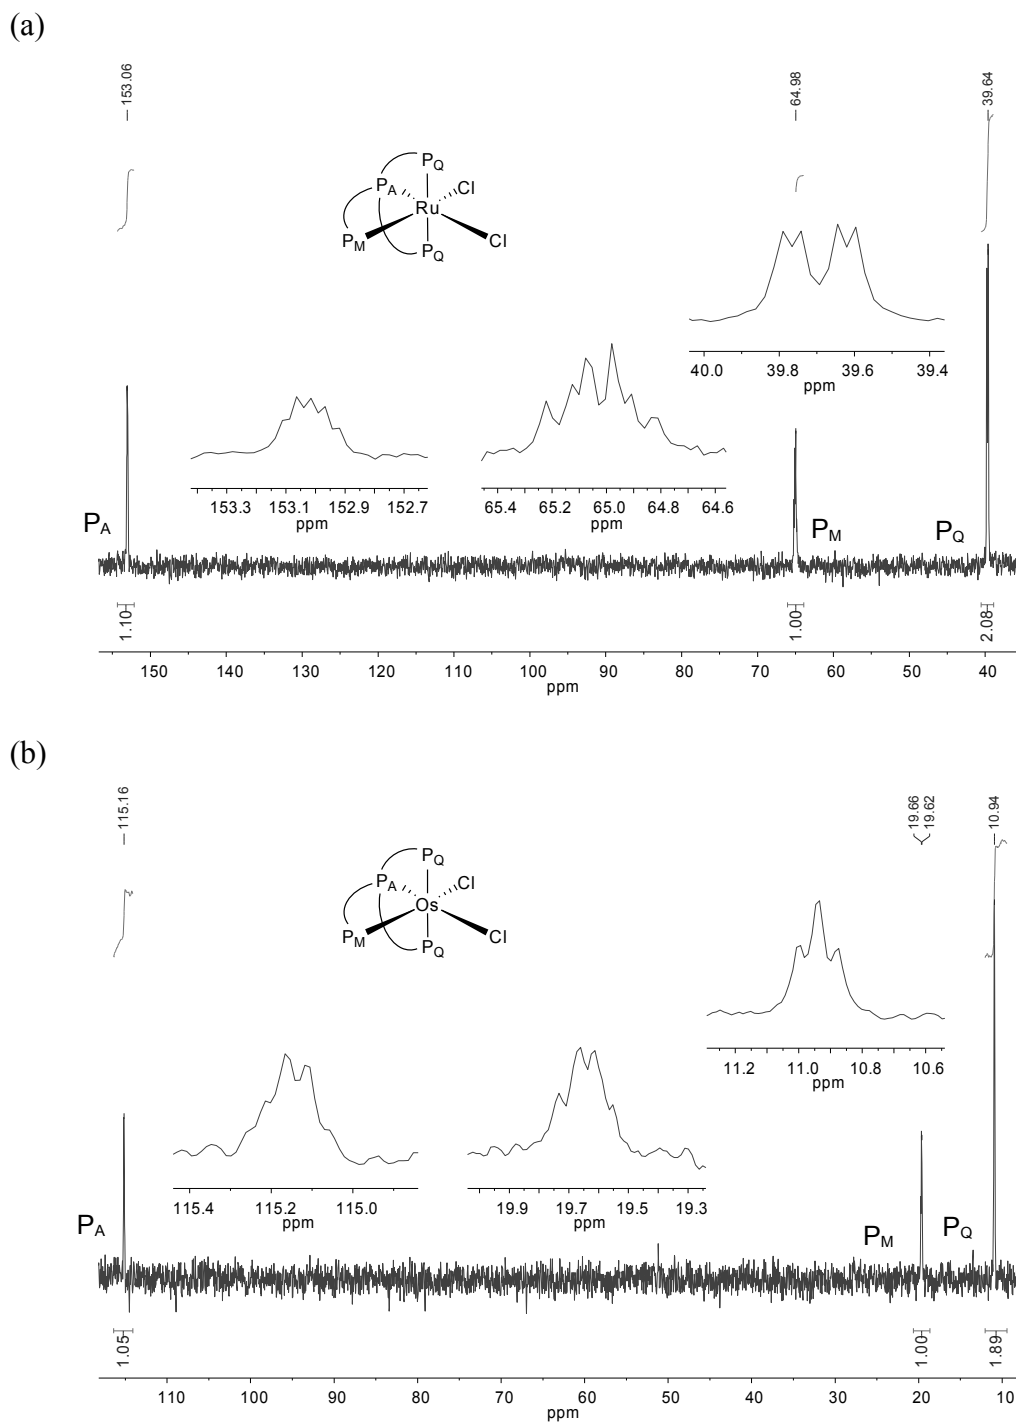 (a)
153.06
64.98
39.64
P_Q
P_A
Cl
Ru
P_M
Cl
P_Q
40.0 39.8 39.6 39.4
ppm
153.3 153.1 152.9 152.7
ppm
65.4 65.2 65.0 64.8 64.6
ppm
P_A
P_M
P_Q
1.10
1.00
2.08
150 140 130 120 110 100 90 80 70 60 50 40
ppm
(b)
115.16
19.66
19.62
10.94
P_Q
P_A
Cl
Os
P_M
Cl
P_Q
11.2 11.0 10.8 10.6
ppm
115.4 115.2 115.0
ppm
19.9 19.7 19.5 19.3
ppm
P_A
P_M
P_Q
1.05
1.00
1.89
110 100 90 80 70 60 50 40 30 20 10
ppm